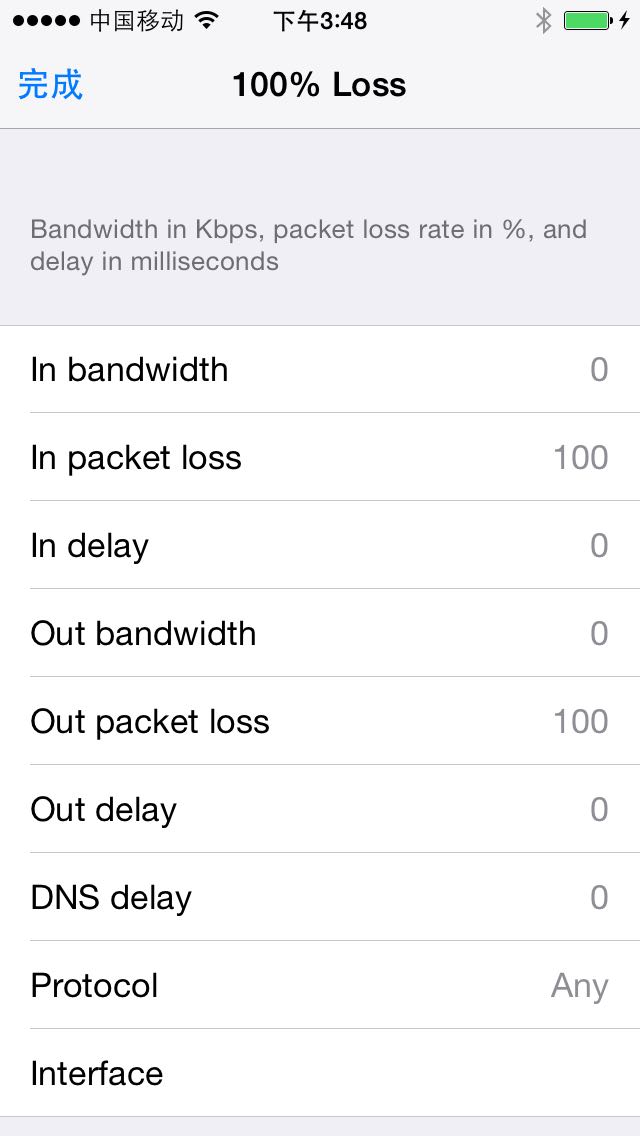 中国移动 下午3:48
完成 100% Loss
Bandwidth in Kbps, packet loss rate in %, and
delay in milliseconds
In bandwidth 0
In packet loss 100
In delay 0
Out bandwidth 0
Out packet loss 100
Out delay 0
DNS delay 0
Protocol Any
Interface